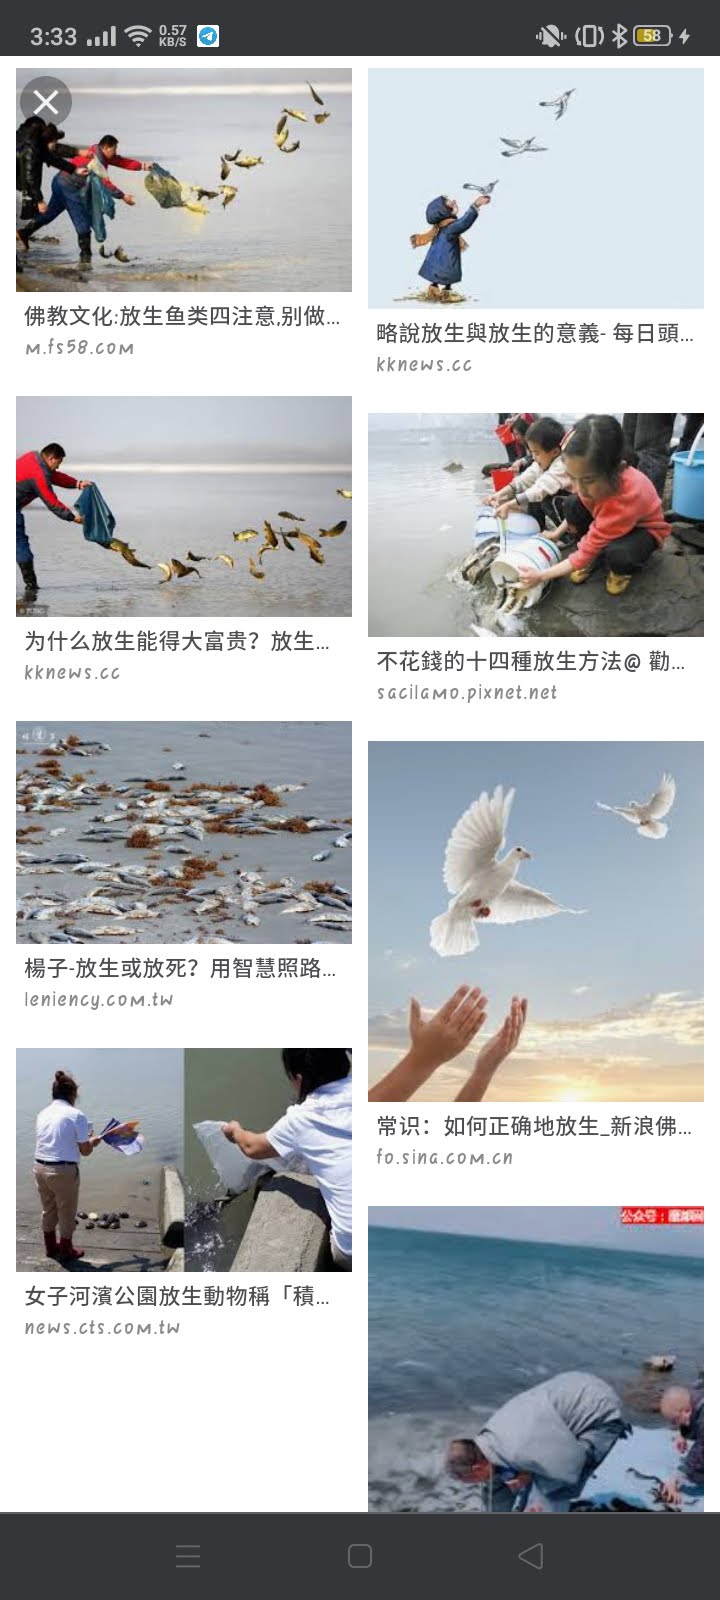 3:33
0.57
KB/S
58
佛教文化:放生鱼类四注意,别做...
m.fs58.com
略說放生與放生的意義- 每日頭...
kknews.cc
为什么放生能得大富贵？放生...
kknews.cc
不花錢的十四種放生方法@ 勸...
sacilamo.pixnet.net
楊子-放生或放死？用智慧照路...
leniency.com.tw
常识：如何正确地放生_新浪佛...
fo.sina.com.cn
女子河濱公園放生動物稱「積...
news.cts.com.tw
公众号：